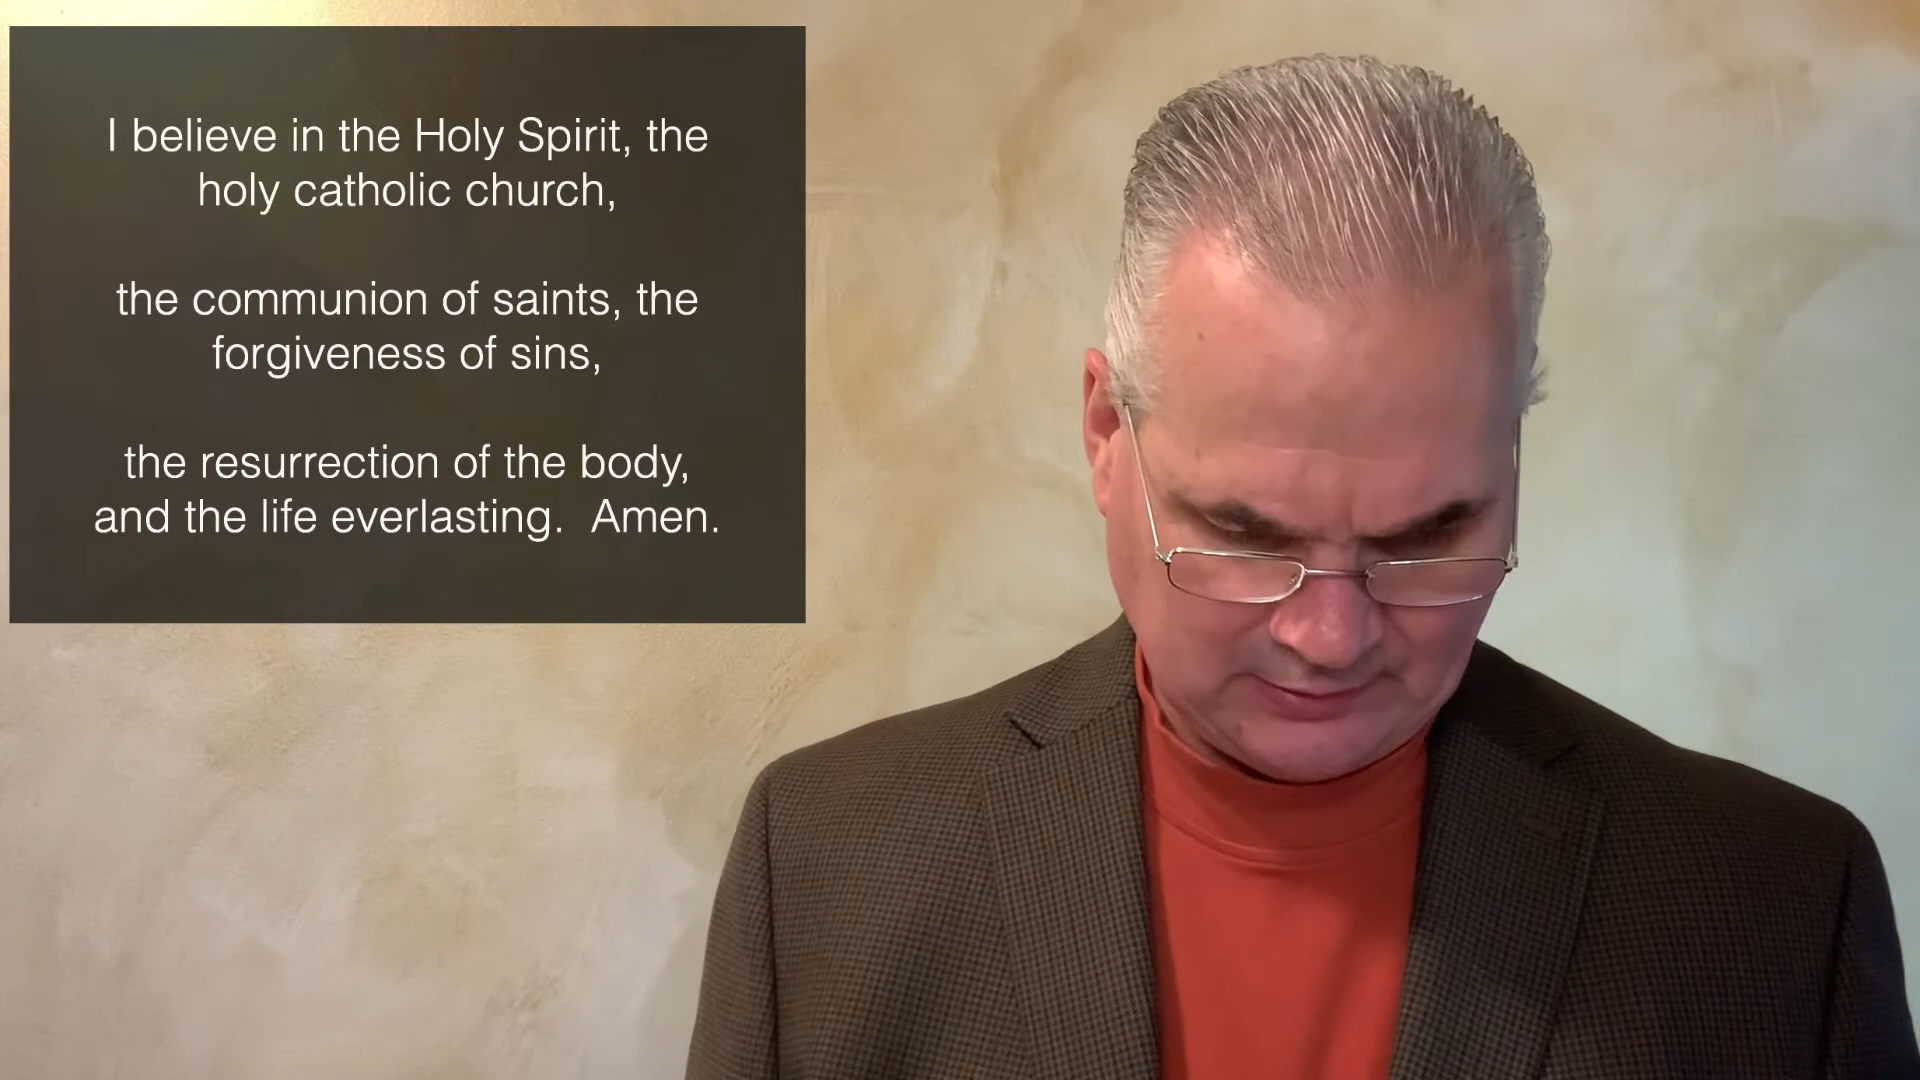 I believe in the Holy Spirit, the
holy catholic church,
the communion of saints, the
forgiveness of sins,
the resurrection of the body,
and the life everlasting.  Amen.